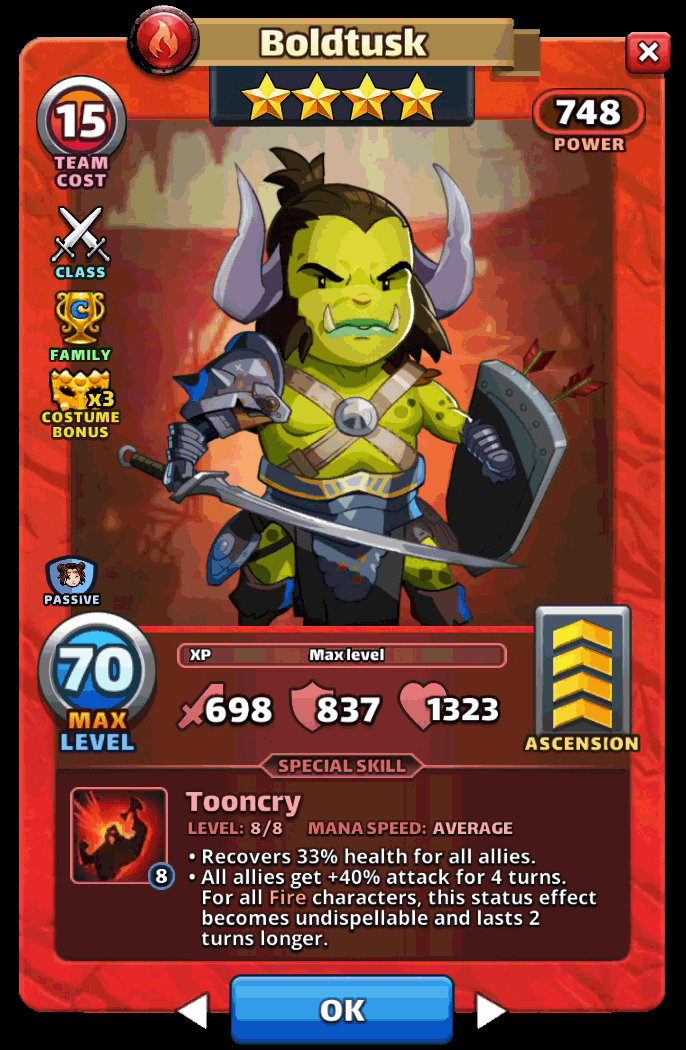 Boldtusk
15
TEAM
COST
748
POWER
CLASS
C
FAMILY
x3
COSTUME
BONUS
PASSIVE
70
MAX
LEVEL
XP Max level
698 837 1323
ASCENSION
SPECIAL SKILL
Tooncry
LEVEL: 8/8 MANA SPEED: AVERAGE
8
• Recovers 33% health for all allies.
• All allies get +40% attack for 4 turns.
For all Fire characters, this status effect
becomes undispellable and lasts 2
turns longer.
OK